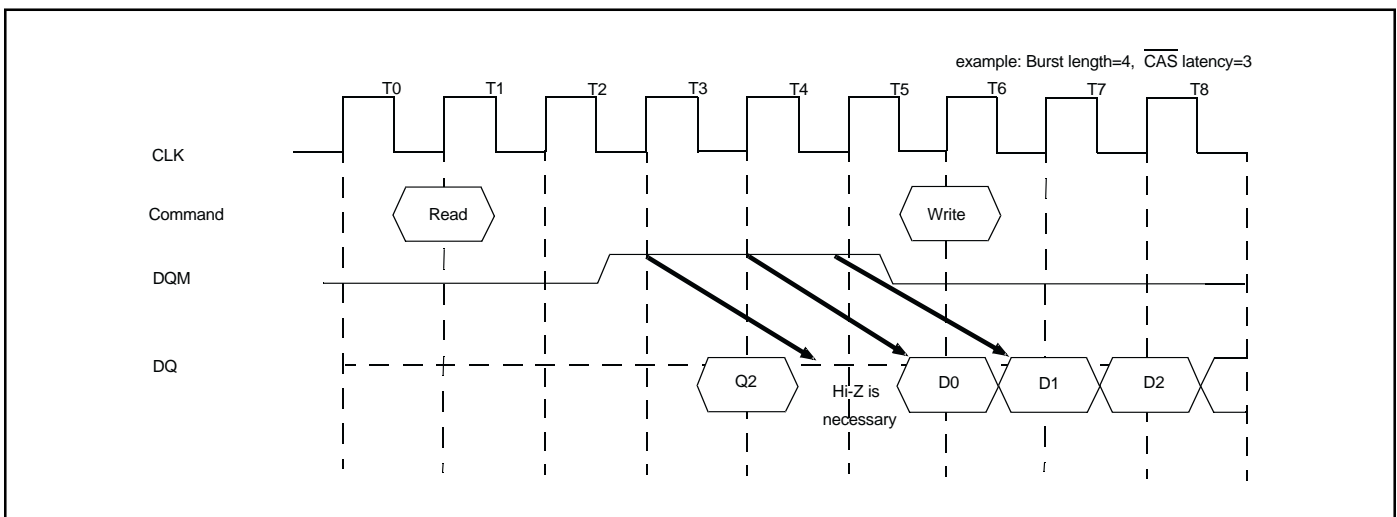 example: Burst length=4, CAS latency=3
T0 T1 T2 T3 T4 T5 T6 T7 T8
CLK
Command Read Write
DQM
DQ Q2 D0 D1 D2
Hi-Z is
necessary